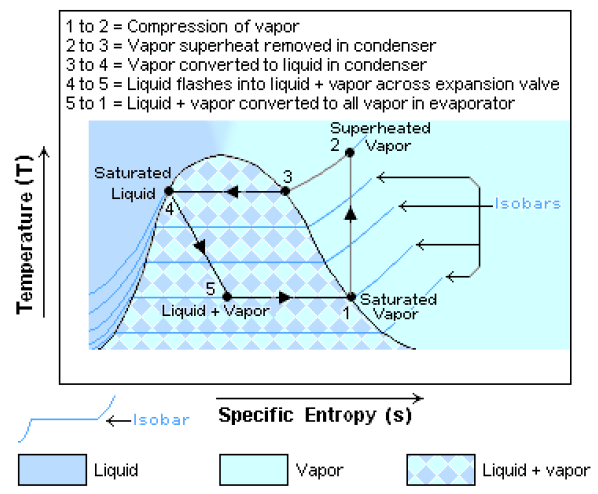 1 to 2 = Compression of vapor
2 to 3 = Vapor superheat removed in condenser
3 to 4 = Vapor converted to liquid in condenser
4 to 5 = Liquid flashes into liquid + vapor across expansion valve
5 to 1 = Liquid + vapor converted to all vapor in evaporator
Superheated
2 Vapor
Saturated
Liquid
3
4
Isobars
Temperature (T)
5
Liquid + Vapor
1
Saturated
Vapor
Specific Entropy (s)
Isobar
Liquid
Vapor
Liquid + vapor